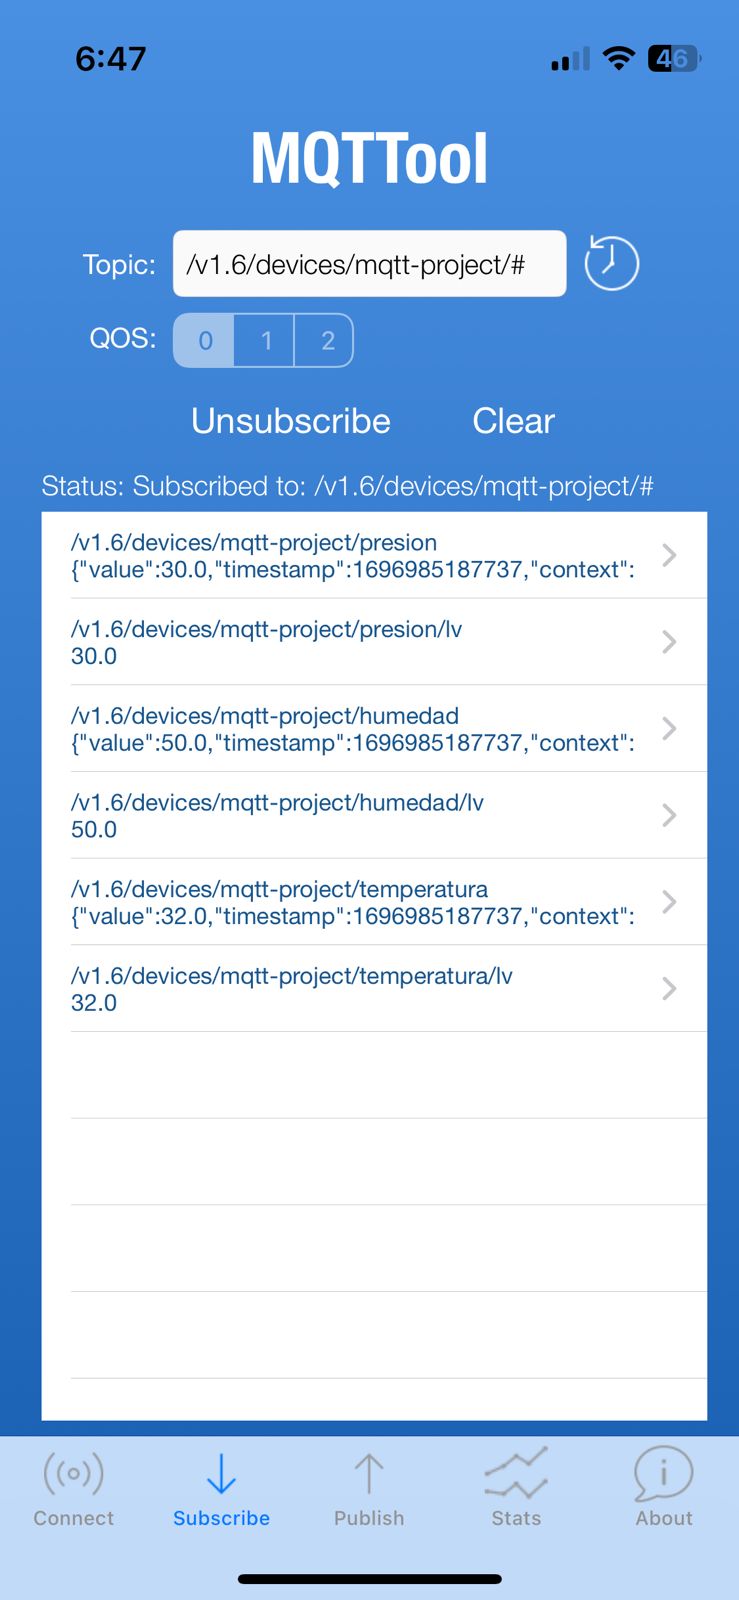 6:47
46
MQTTool
Topic: /v1.6/devices/mqtt-project/#
QOS: 0 1 2
Unsubscribe Clear
Status: Subscribed to: /v1.6/devices/mqtt-project/#
/v1.6/devices/mqtt-project/presion
{"value":30.0,"timestamp":1696985187737,"context":
/v1.6/devices/mqtt-project/presion/lv
30.0
/v1.6/devices/mqtt-project/humedad
{"value":50.0,"timestamp":1696985187737,"context":
/v1.6/devices/mqtt-project/humedad/lv
50.0
/v1.6/devices/mqtt-project/temperatura
{"value":32.0,"timestamp":1696985187737,"context":
/v1.6/devices/mqtt-project/temperatura/lv
32.0
Connect Subscribe Publish Stats About